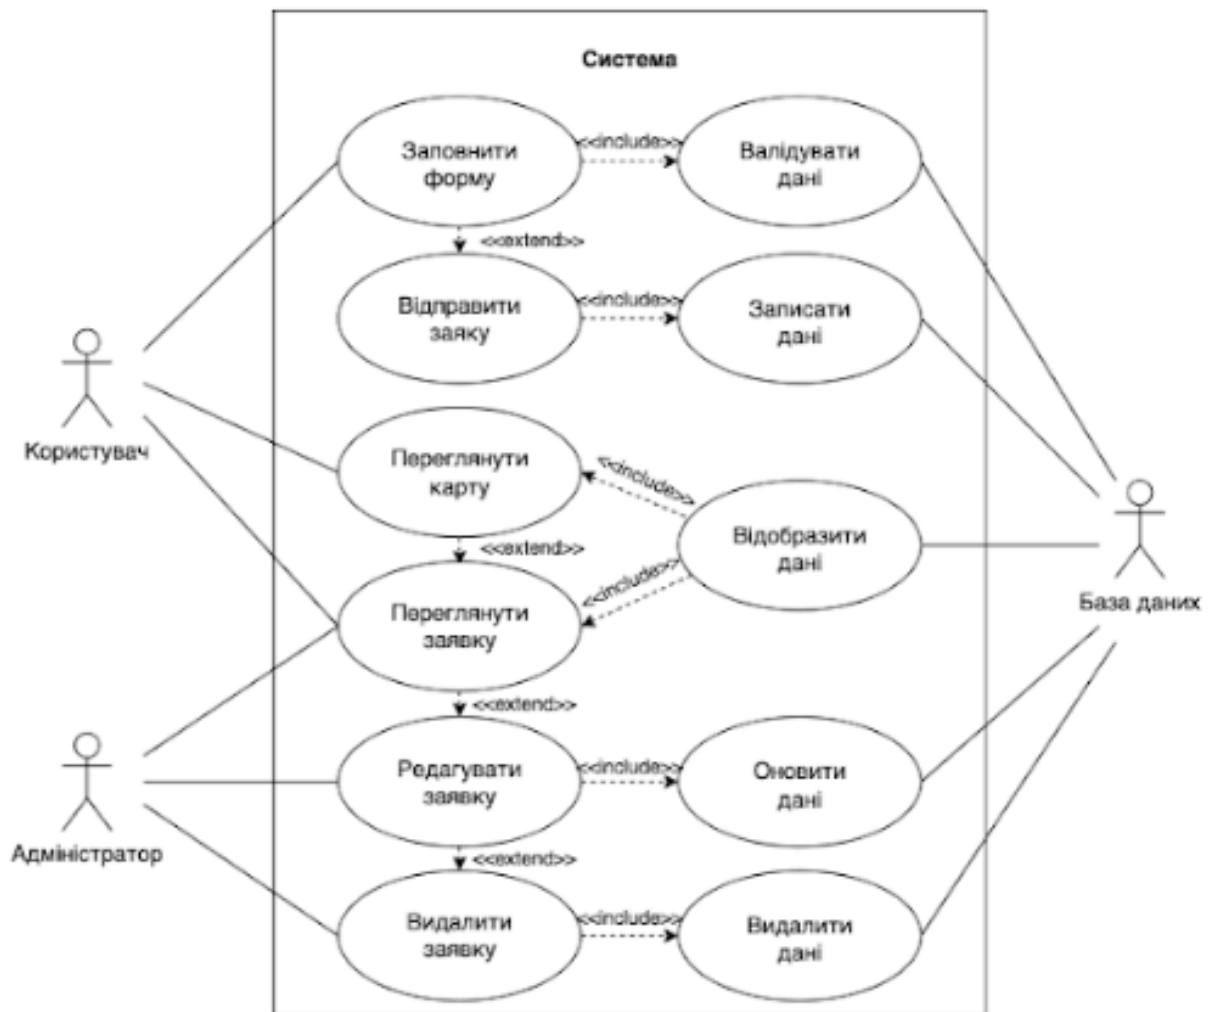 Система
Заповнити
форму
<<include>>
Валідувати
дані
<<extend>>
Відправити
заяку
<<include>>
Записати
дані
Користувач
Переглянути
карту
<<include>>
<<extend>>
Відобразити
дані
<<include>>
База даних
Переглянути
заявку
<<extend>>
Адміністратор
Редагувати
заявку
<<include>>
Оновити
дані
<<extend>>
Видалити
заявку
<<include>>
Видалити
дані